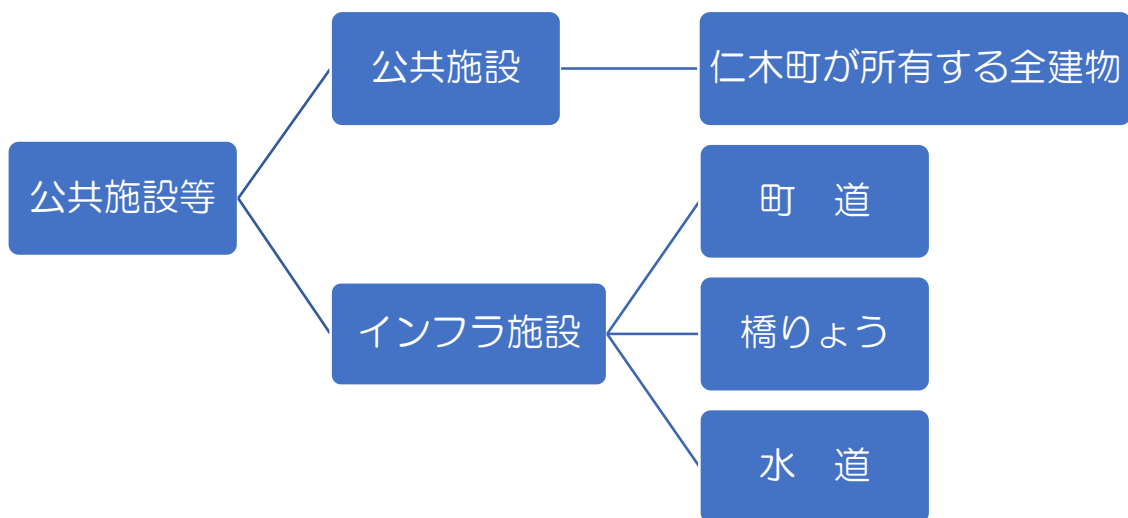 公共施設等
公共施設
仁木町が所有する全建物
インフラ施設
町　道
橋りょう
水　道